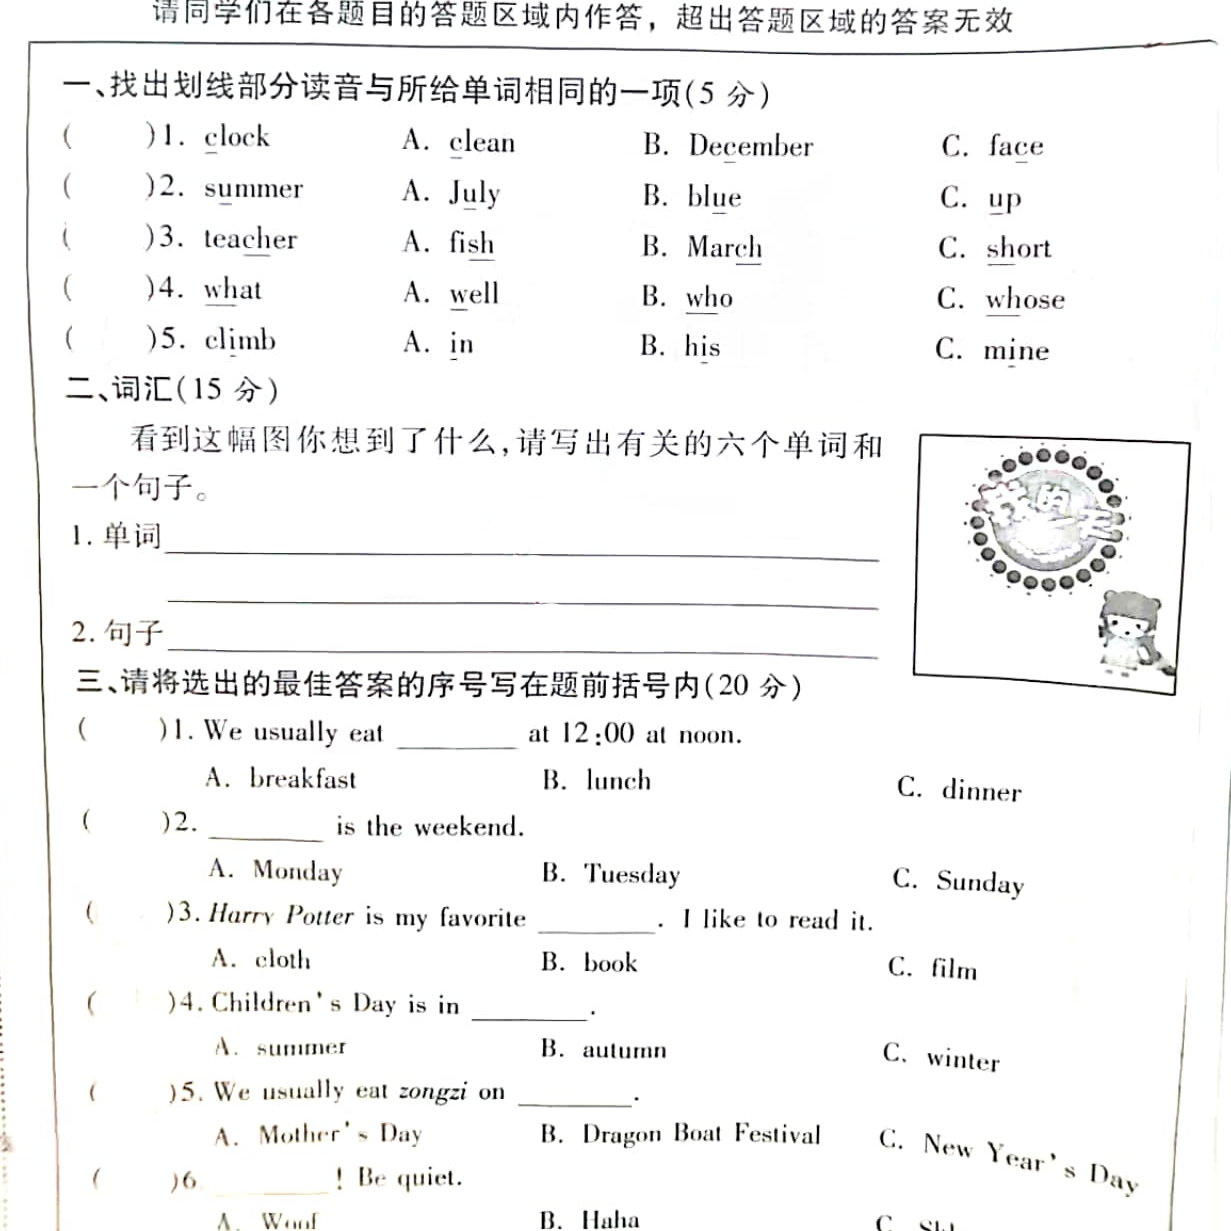 请同学们在各题目的答题区域内作答，超出答题区域的答案无效
一、找出划线部分读音与所给单词相同的一项(5 分)
(  )1. clock A. clean B. December C. face
(  )2. summer A. July B. blue C. up
(  )3. teacher A. fish B. March C. short
(  )4. what A. well B. who C. whose
(  )5. climb A. in B. his C. mine
二、词汇(15 分)
看到这幅图你想到了什么,请写出有关的六个单词和
一个句子。
我的一天
1. 单词
2. 句子
三、请将选出的最佳答案的序号写在题前括号内(20 分)
(  )1. We usually eat ________ at 12:00 at noon.
A. breakfast B. lunch C. dinner
(  )2. ________ is the weekend.
A. Monday B. Tuesday C. Sunday
(  )3. Harry Potter is my favorite ________. I like to read it.
A. cloth B. book C. film
(  )4. Children's Day is in ________.
A. summer B. autumn C. winter
(  )5. We usually eat zongzi on ________.
A. Mother's Day B. Dragon Boat Festival C. New Year's Day
(  )6. ________! Be quiet.
A. Woof B. Haha C.